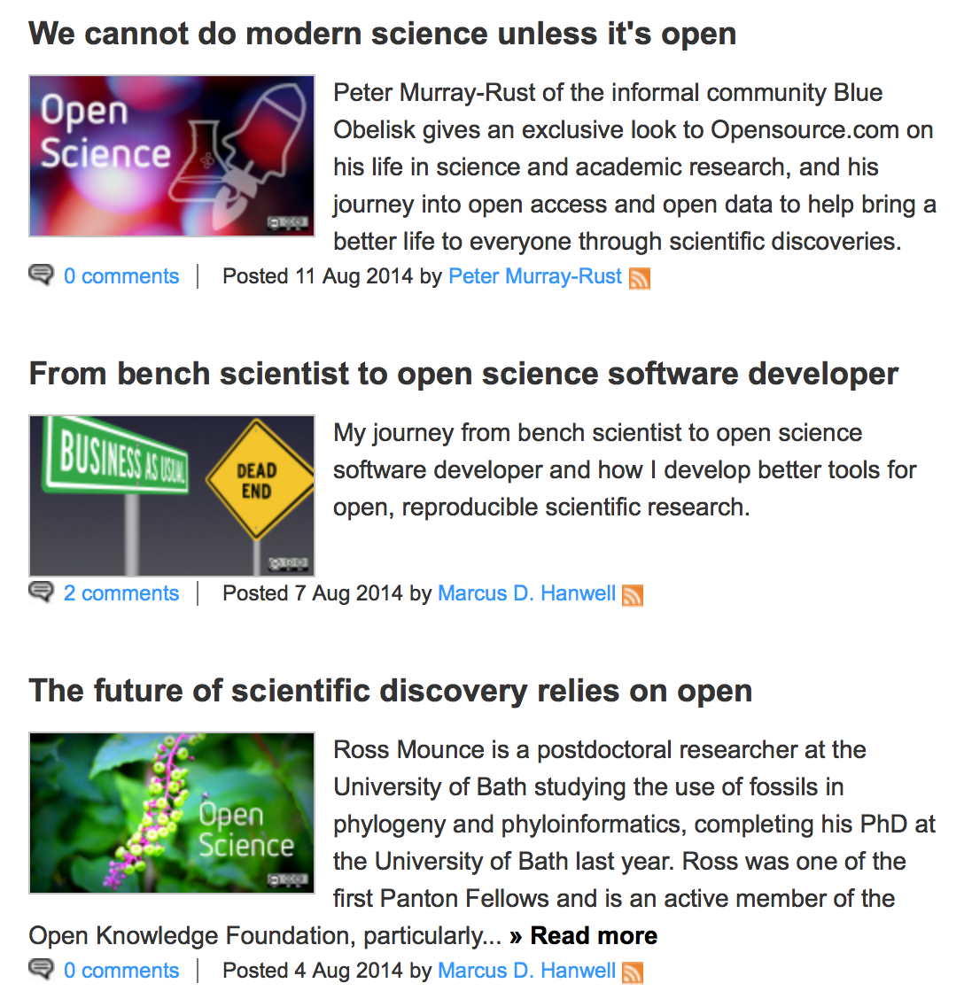 We cannot do modern science unless it's open
Open
Science
Peter Murray-Rust of the informal community Blue
Obelisk gives an exclusive look to Opensource.com on
his life in science and academic research, and his
journey into open access and open data to help bring a
better life to everyone through scientific discoveries.
0 comments | Posted 11 Aug 2014 by Peter Murray-Rust
From bench scientist to open science software developer
BUSINESS AS USUAL
DEAD
END
My journey from bench scientist to open science
software developer and how I develop better tools for
open, reproducible scientific research.
2 comments | Posted 7 Aug 2014 by Marcus D. Hanwell
The future of scientific discovery relies on open
Open
Science
Ross Mounce is a postdoctoral researcher at the
University of Bath studying the use of fossils in
phylogeny and phyloinformatics, completing his PhD at
the University of Bath last year. Ross was one of the
first Panton Fellows and is an active member of the
Open Knowledge Foundation, particularly... » Read more
0 comments | Posted 4 Aug 2014 by Marcus D. Hanwell